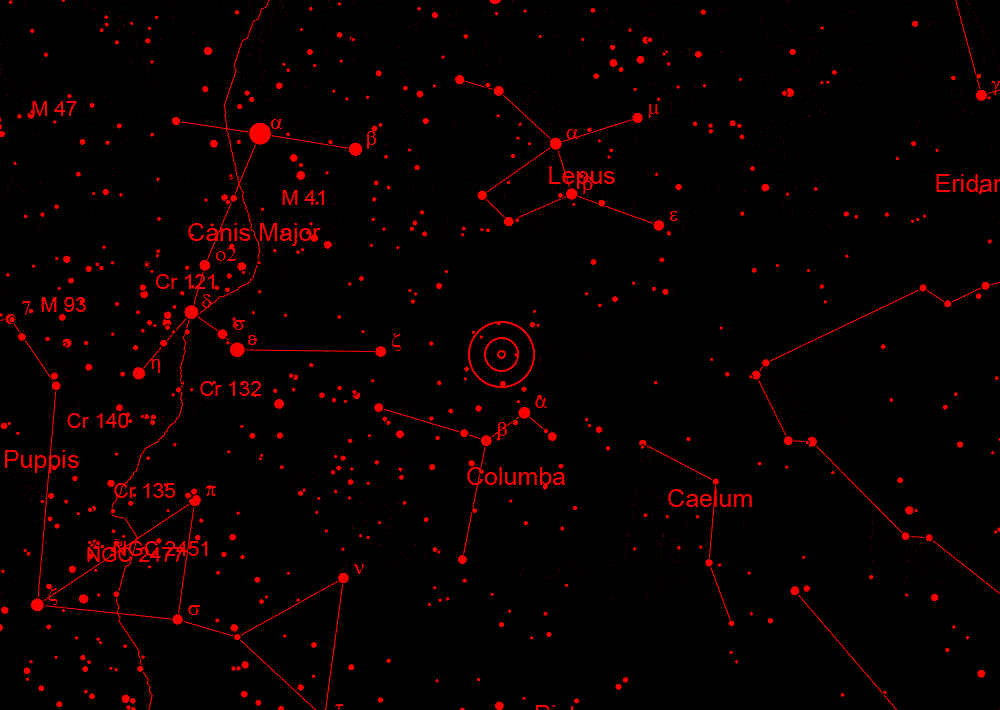 γ
M 47
μ
α
α
β
Lepus
β
Eridan
M 41
ε
Canis Major
ο2
Cr 121
δ
M 93
σ
ε
ζ
η
Cr 132
α
Cr 140
β
Puppis
Columba
Cr 135
π
Caelum
NGC 2451
NGC 2477
ν
ζ
σ
τ